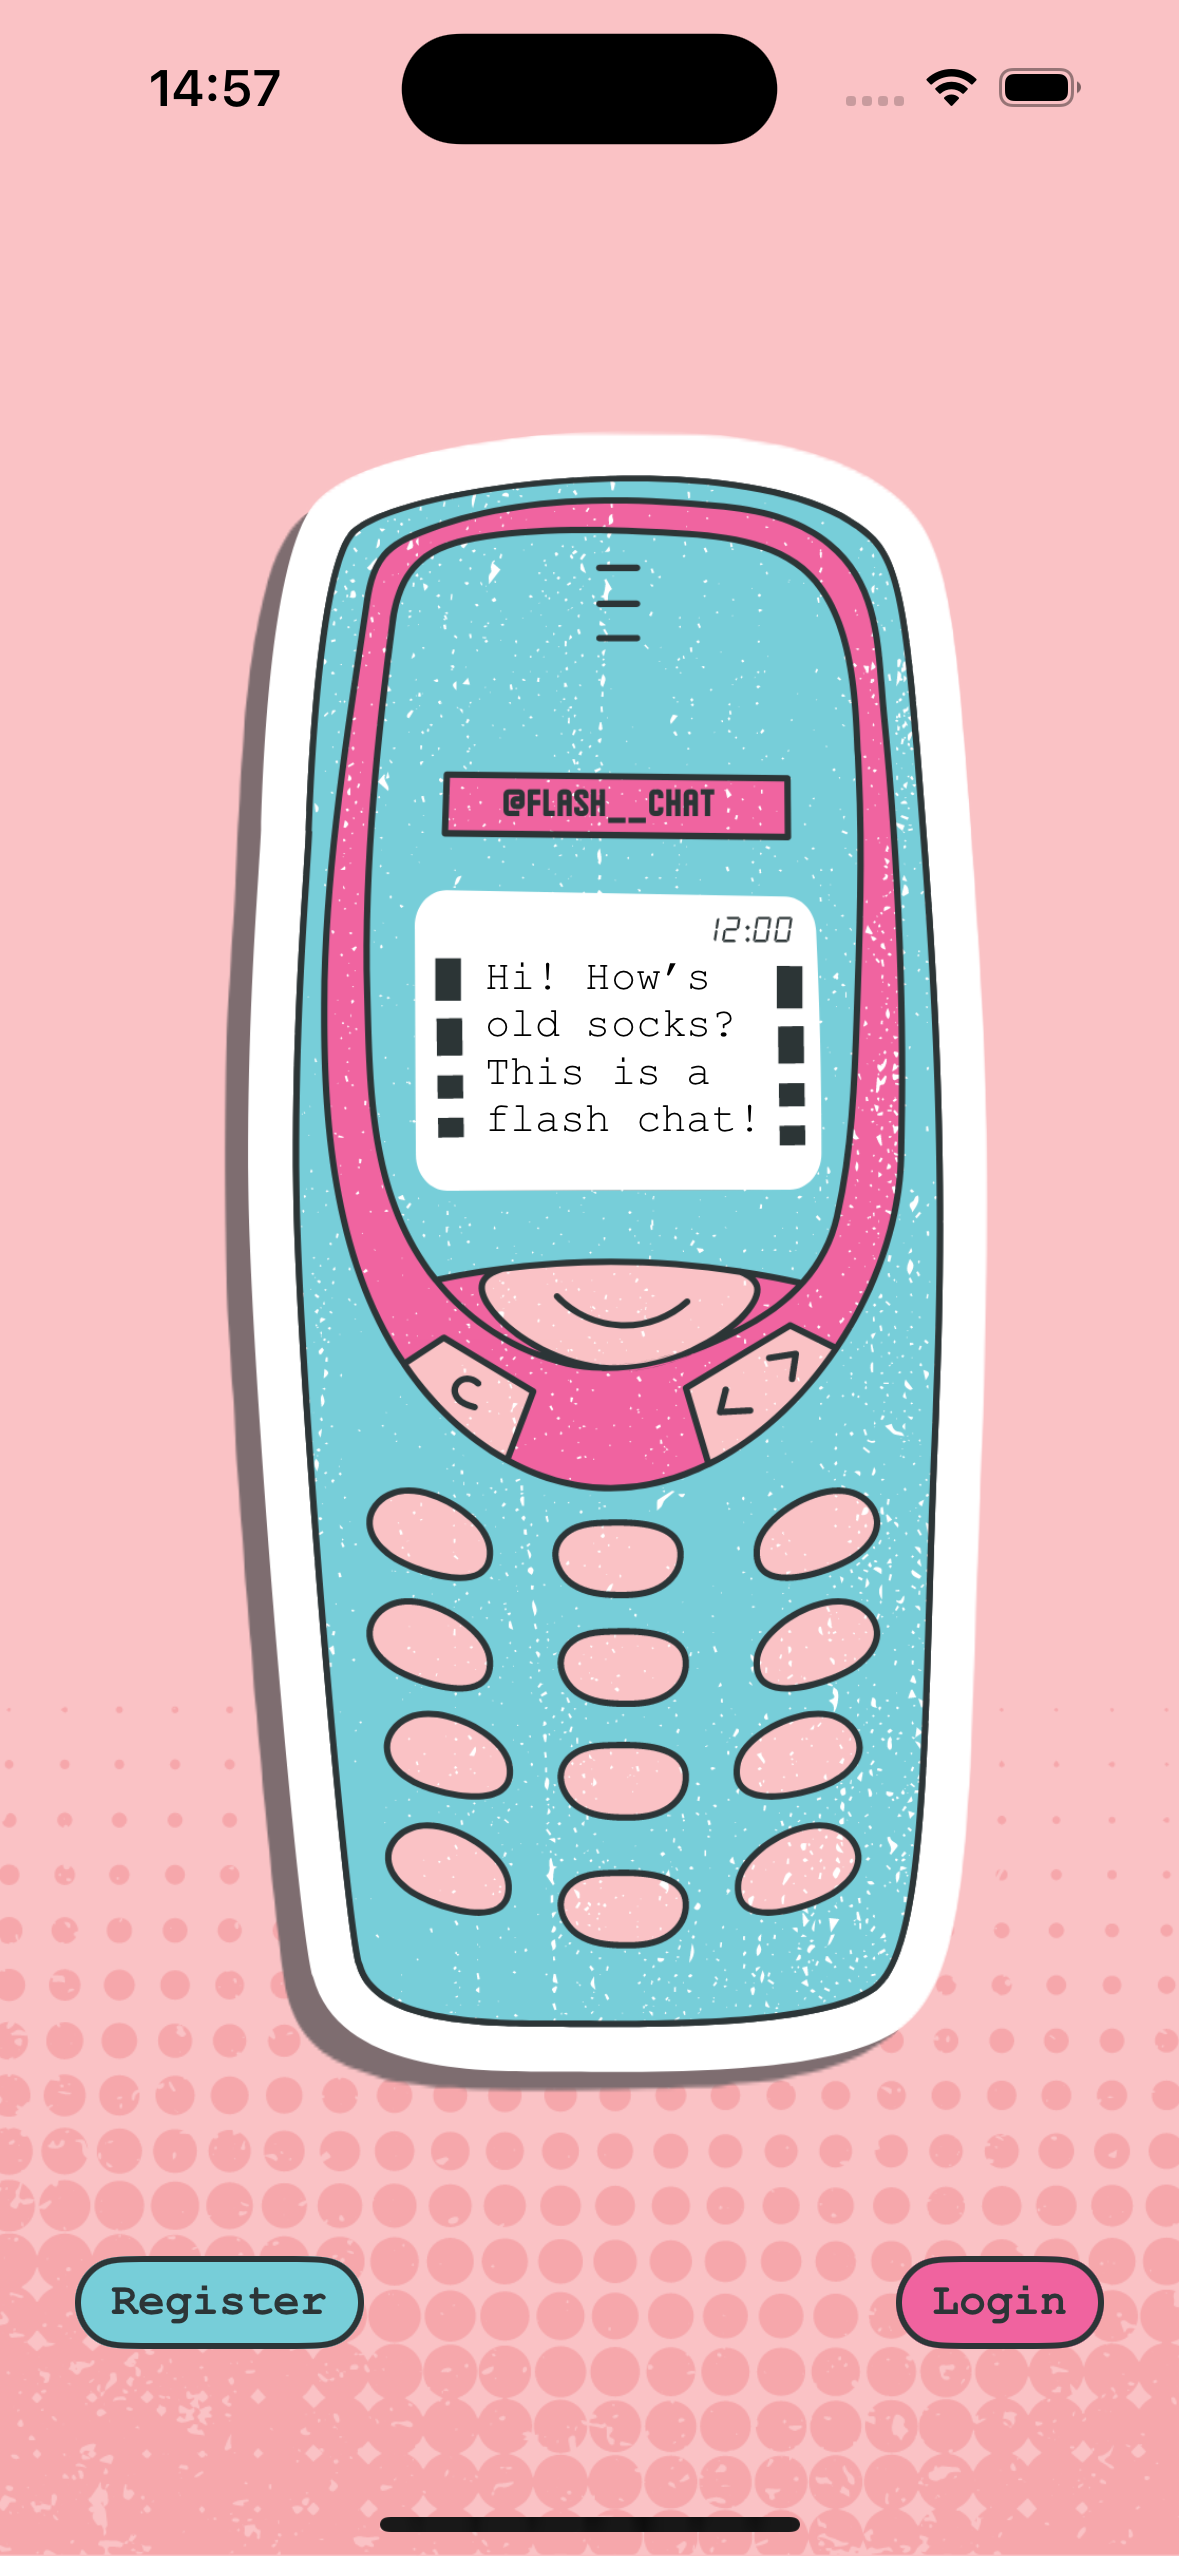 14:57
@FLASH__CHAT
12:00
Hi! How's
old socks?
This is a
flash chat!
C
Register
Login